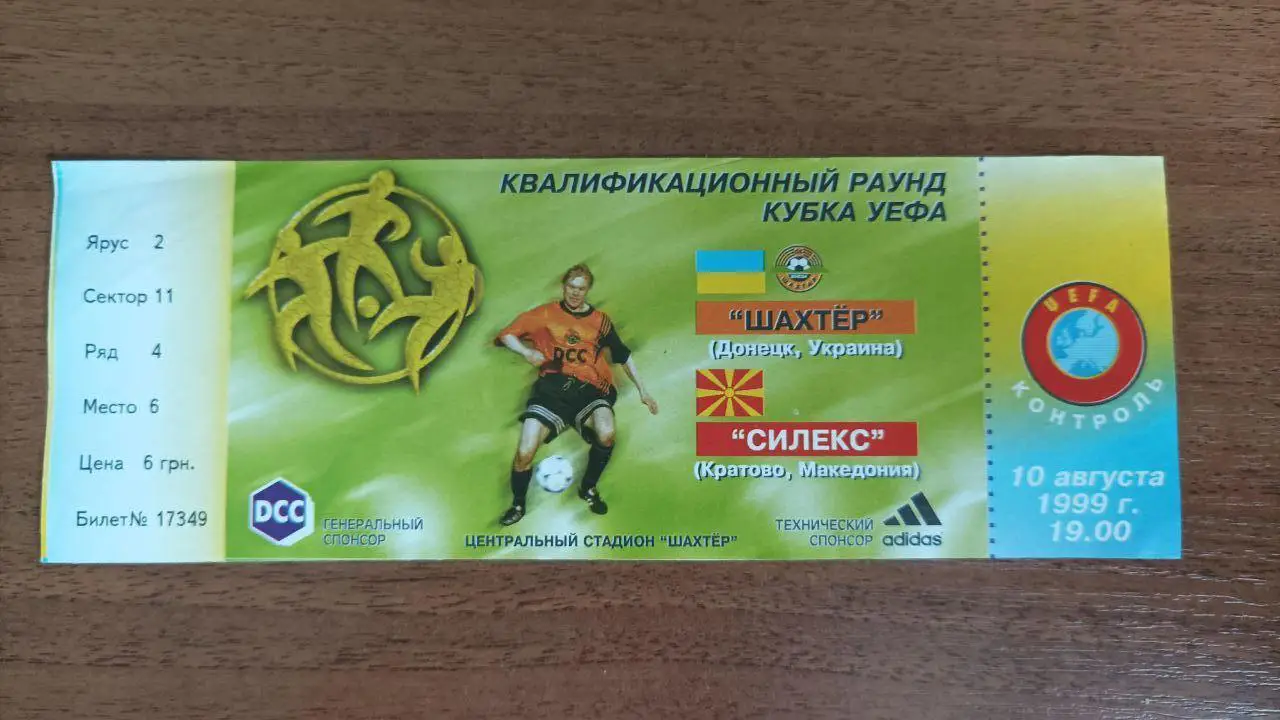 Ярус 2
Сектор 11
Ряд 4
Место 6
Цена 6 грн.
Билет№ 17349
КВАЛИФИКАЦИОННЫЙ РАУНД
КУБКА УЕФА
ШАХТЕР
"ШАХТЁР"
(Донецк, Украина)
"СИЛЕКС"
(Кратово, Македония)
DCC
DCC
ГЕНЕРАЛЬНЫЙ
СПОНСОР
ЦЕНТРАЛЬНЫЙ СТАДИОН "ШАХТЁР"
ТЕХНИЧЕСКИЙ
СПОНСОР
adidas
UEFA
КОНТРОЛЬ
10 августа
1999 г.
19.00